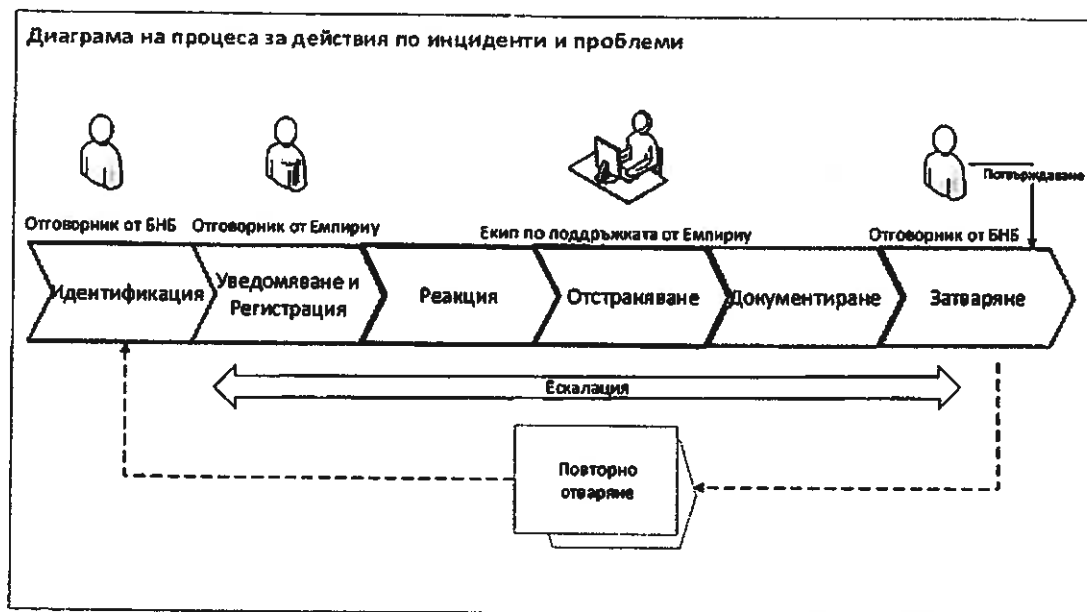 Диаграма на процеса за действия по инциденти и проблеми
Потвърждаване
Отговорник от БНБ
Отговорник от Емпириу
Екип по поддръжката от Емпириу
Отговорник от БНБ
Идентификация
Уведомяване и
Регистрация
Реакция
Отстраняване
Документиране
Затваряне
Ескалация
Повторно
отваряне